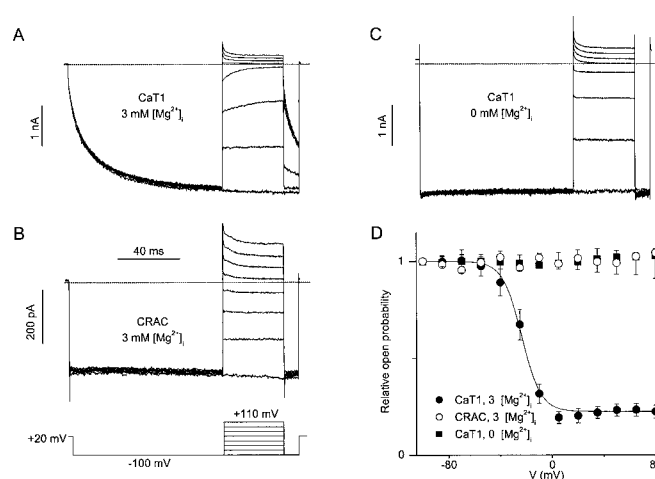 A
CaT1
3 mM [Mg2+]i
1 nA
B
40 ms
CRAC
3 mM [Mg2+]i
200 pA
+110 mV
+20 mV
-100 mV
C
CaT1
0 mM [Mg2+]i
1 nA
D
Relative open probability
1
0
CaT1, 3 [Mg2+]i
CRAC, 3 [Mg2+]i
CaT1, 0 [Mg2+]i
-80
0
8
V (mV)